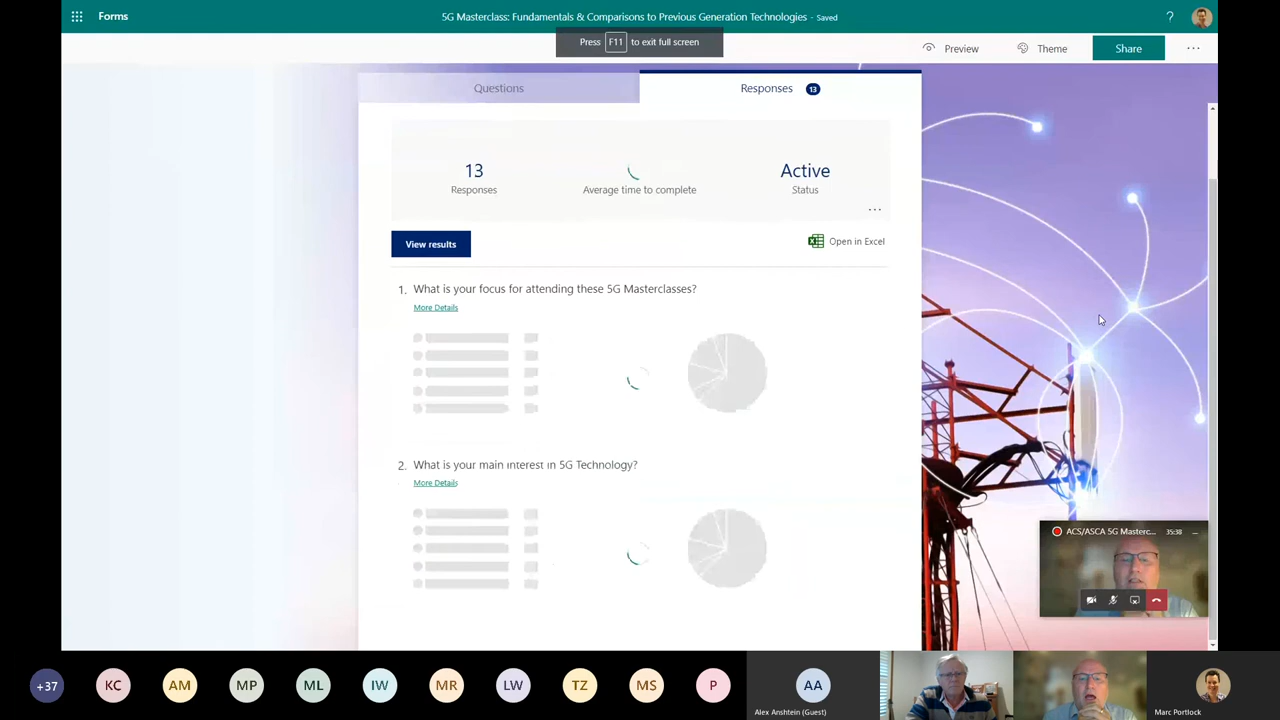 Forms
5G Masterclass: Fundamentals & Comparisons to Previous Generation Technologies - Saved
?
Press F11 to exit full screen
Preview
Theme
Share
...
Questions
Responses 13
13
Responses
Average time to complete
Active
Status
...
View results
Open in Excel
1. What is your focus for attending these 5G Masterclasses?
More Details
2. What is your main interest in 5G Technology?
More Details
ACS/ASCA 5G Masterc... 35:38
+37
KC
AM
MP
ML
IW
MR
LW
TZ
MS
P
AA
Alex Anshtein (Guest)
Marc Portlock